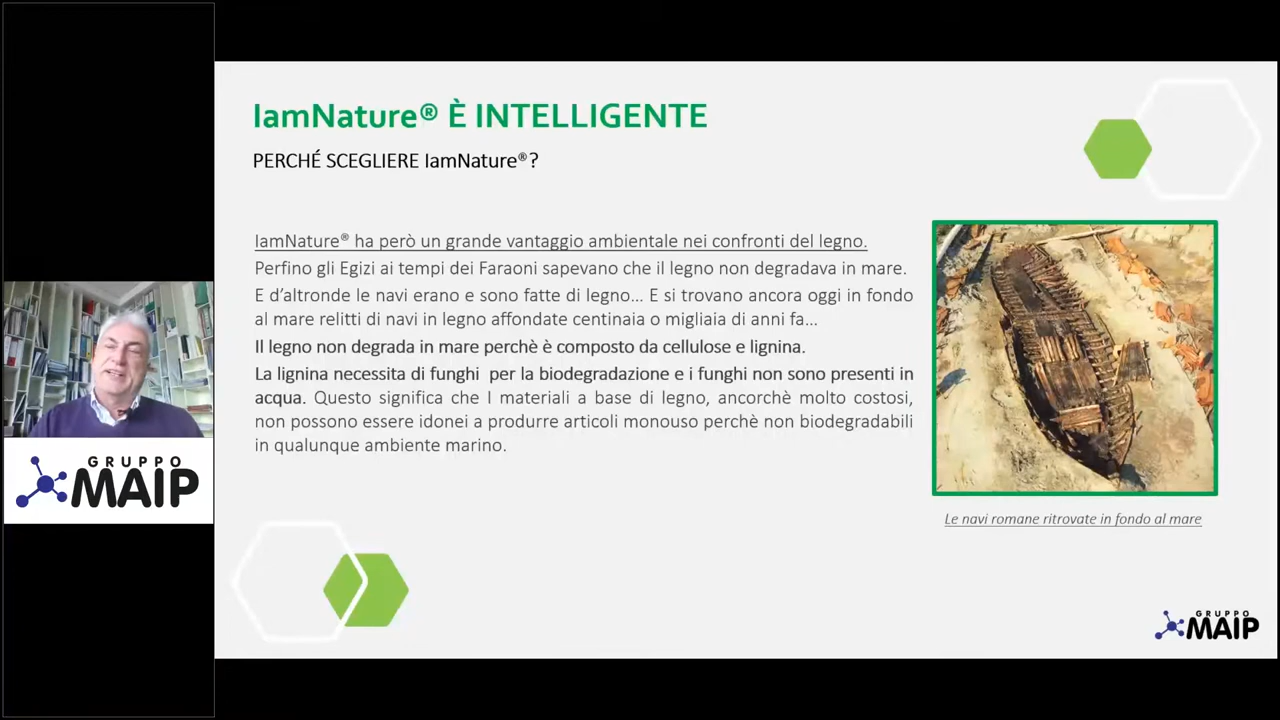 IamNature® È INTELLIGENTE
PERCHÉ SCEGLIERE IamNature®?
IamNature® ha però un grande vantaggio ambientale nei confronti del legno.
Perfino gli Egizi ai tempi dei Faraoni sapevano che il legno non degradava in mare.
E d’altronde le navi erano e sono fatte di legno... E si trovano ancora oggi in fondo
al mare relitti di navi in legno affondate centinaia o migliaia di anni fa...
Il legno non degrada in mare perchè è composto da cellulose e lignina.
La lignina necessita di funghi per la biodegradazione e i funghi non sono presenti in
acqua. Questo significa che I materiali a base di legno, ancorchè molto costosi,
non possono essere idonei a produrre articoli monouso perchè non biodegradabili
in qualunque ambiente marino.
Le navi romane ritrovate in fondo al mare
GRUPPO
MAIP
GRUPPO
MAIP